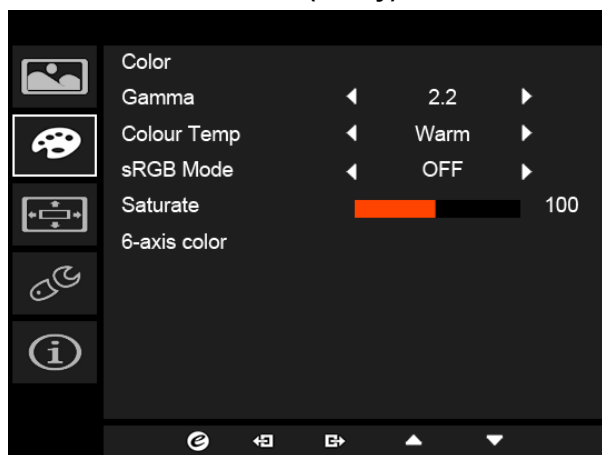 Color
Gamma 2.2
Colour Temp Warm
sRGB Mode OFF
Saturate 100
6-axis color